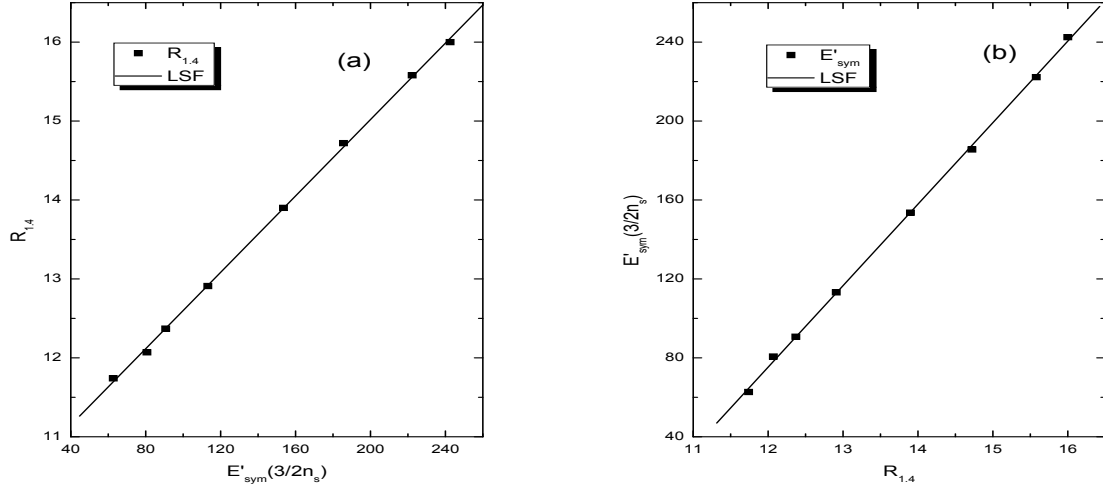 16
15
14
13
12
11
R1.4
R1.4
LSF
(a)
40 80 120 160 200 240
E'sym(3/2ns)
240
200
160
120
80
40
E'sym(3/2ns)
E'sym
LSF
(b)
11 12 13 14 15 16
R1.4